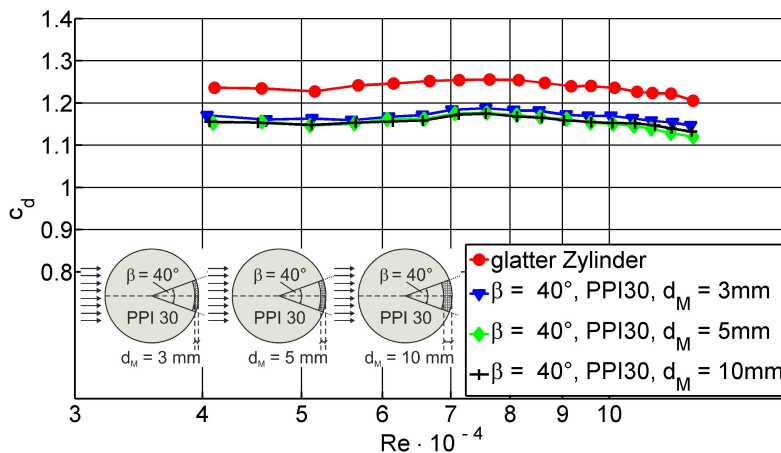 1.4
1.3
1.2
1.1
1
0.9
0.8
c_d
β = 40°
PPI 30
d_M = 3 mm
β = 40°
PPI 30
d_M = 5 mm
β = 40°
PPI 30
d_M = 10 mm
glatter Zylinder
β = 40°, PPI30, d_M = 3mm
β = 40°, PPI30, d_M = 5mm
β = 40°, PPI30, d_M = 10mm
3 4 5 6 7 8 9 10
Re · 10⁻⁴